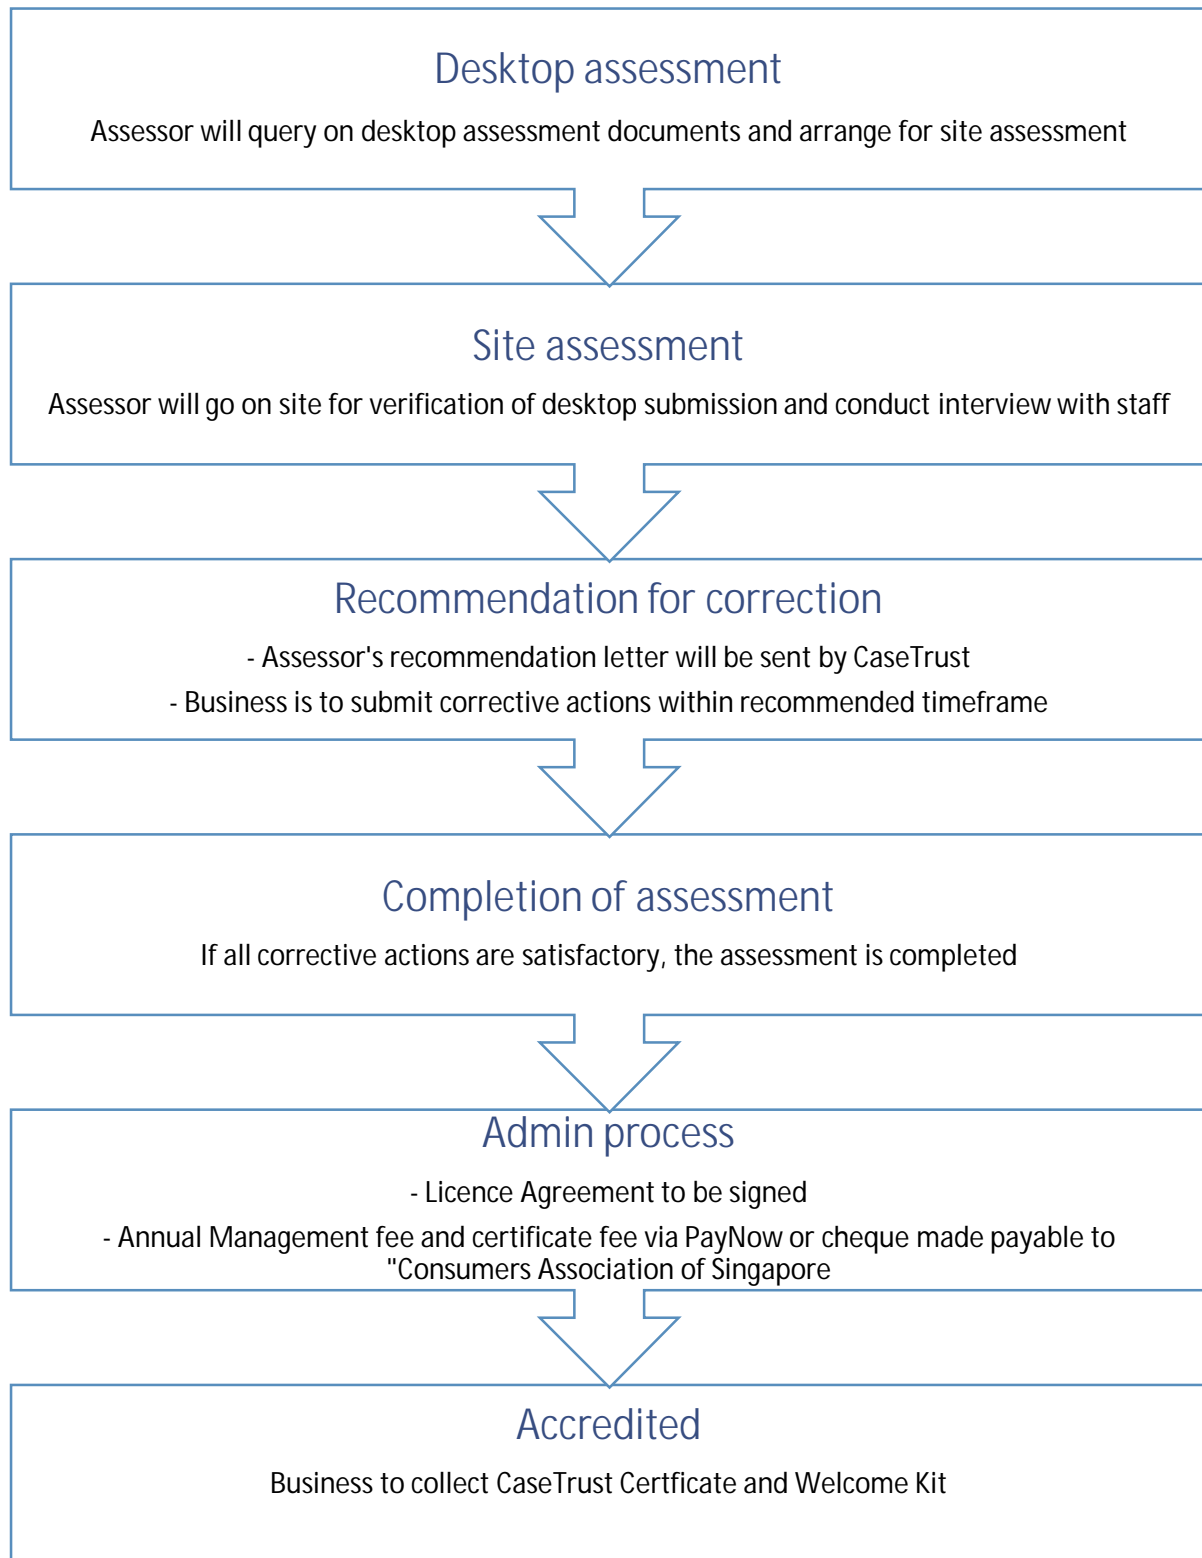 Desktop assessment
Assessor will query on desktop assessment documents and arrange for site assessment
Site assessment
Assessor will go on site for verification of desktop submission and conduct interview with staff
Recommendation for correction
- Assessor's recommendation letter will be sent by CaseTrust
- Business is to submit corrective actions within recommended timeframe
Completion of assessment
If all corrective actions are satisfactory, the assessment is completed
Admin process
- Licence Agreement to be signed
- Annual Management fee and certificate fee via PayNow or cheque made payable to
"Consumers Association of Singapore
Accredited
Business to collect CaseTrust Certficate and Welcome Kit